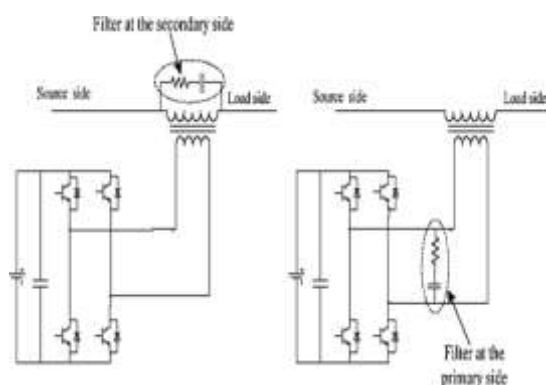 Filter at the secondary side
Source side
Load side
Source side
Load side
Filter at the
primary side